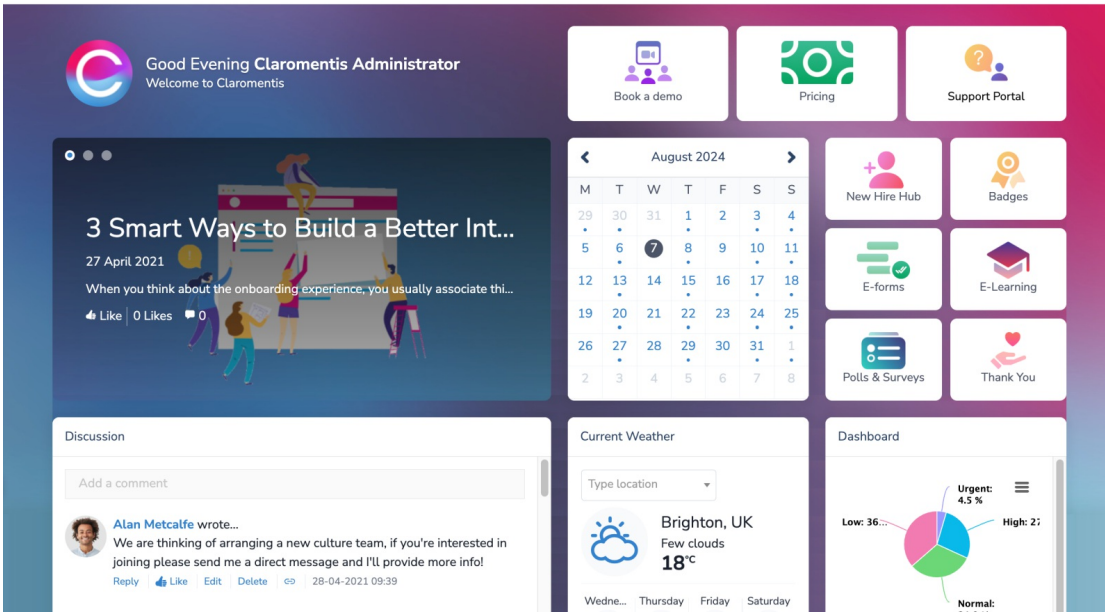 Good Evening Claromentis Administrator
Welcome to Claromentis
Book a demo
Pricing
Support Portal
3 Smart Ways to Build a Better Int...
27 April 2021
When you think about the onboarding experience, you usually associate thi...
Like 0 Likes 0
August 2024
M T W T F S S
29 30 31 1 2 3 4
5 6 7 8 9 10 11
12 13 14 15 16 17 18
19 20 21 22 23 24 25
26 27 28 29 30 31 1
2 3 4 5 6 7 8
New Hire Hub
Badges
E-forms
E-Learning
Polls & Surveys
Thank You
Discussion
Add a comment
Alan Metcalfe wrote...
We are thinking of arranging a new culture team, if you're interested in
joining please send me a direct message and I'll provide more info!
Reply Like Edit Delete 28-04-2021 09:39
Current Weather
Type location
Brighton, UK
Few clouds
18°C
Wedne... Thursday Friday Saturday
Dashboard
Urgent:
4.5 %
Low: 36...
High: 27
Normal: